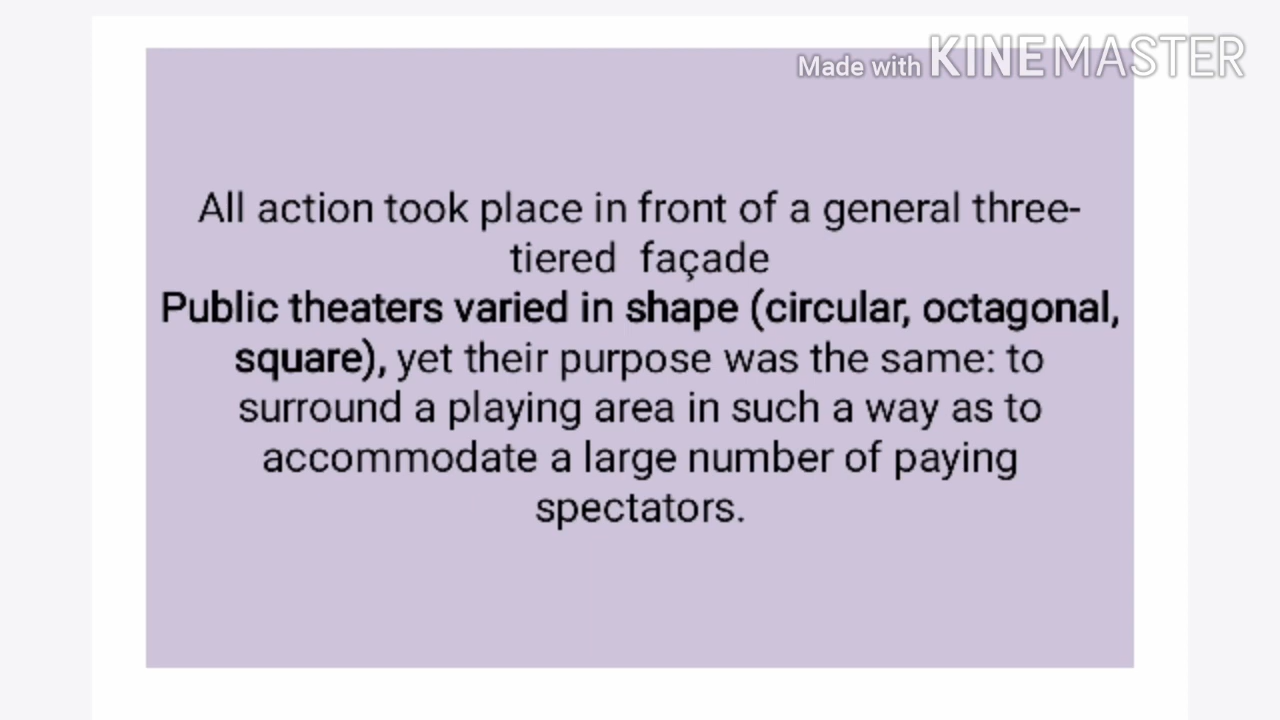 Made with KINEMASTER
All action took place in front of a general three-
tiered façade
Public theaters varied in shape (circular, octagonal,
square), yet their purpose was the same: to
surround a playing area in such a way as to
accommodate a large number of paying
spectators.